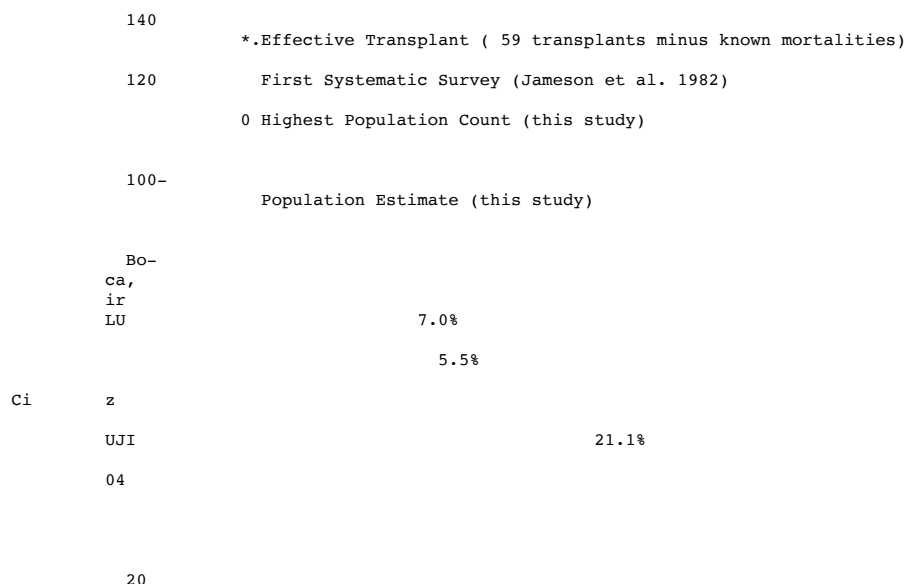 140
*.Effective Transplant ( 59 transplants minus known mortalities)
120 First Systematic Survey (Jameson et al. 1982)
0 Highest Population Count (this study)
100-
Population Estimate (this study)
Bo-
ca,
ir
LU 7.0%
5.5%
Ci z
UJI 21.1%
04
20